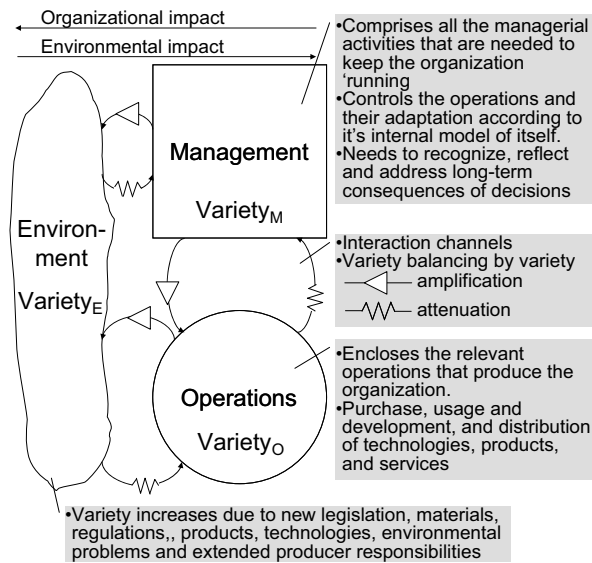 Organizational impact
Environmental impact
•Comprises all the managerial
activities that are needed to
keep the organization
‘running
•Controls the operations and
their adaptation according to
it’s internal model of itself.
•Needs to recognize, reflect
and address long-term
consequences of decisions
Management
VarietyM
Environ-
ment
VarietyE
•Interaction channels
•Variety balancing by variety
amplification
attenuation
•Encloses the relevant
operations that produce the
organization.
•Purchase, usage and
development, and distribution
of technologies, products,
and services
Operations
VarietyO
•Variety increases due to new legislation, materials,
regulations,, products, technologies, environmental
problems and extended producer responsibilities